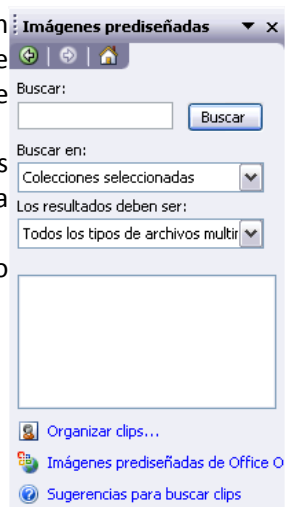 Imágenes prediseñadas
Buscar:
Buscar
Buscar en:
Colecciones seleccionadas
Los resultados deben ser:
Todos los tipos de archivos multir
Organizar clips...
Imágenes prediseñadas de Office O
Sugerencias para buscar clips